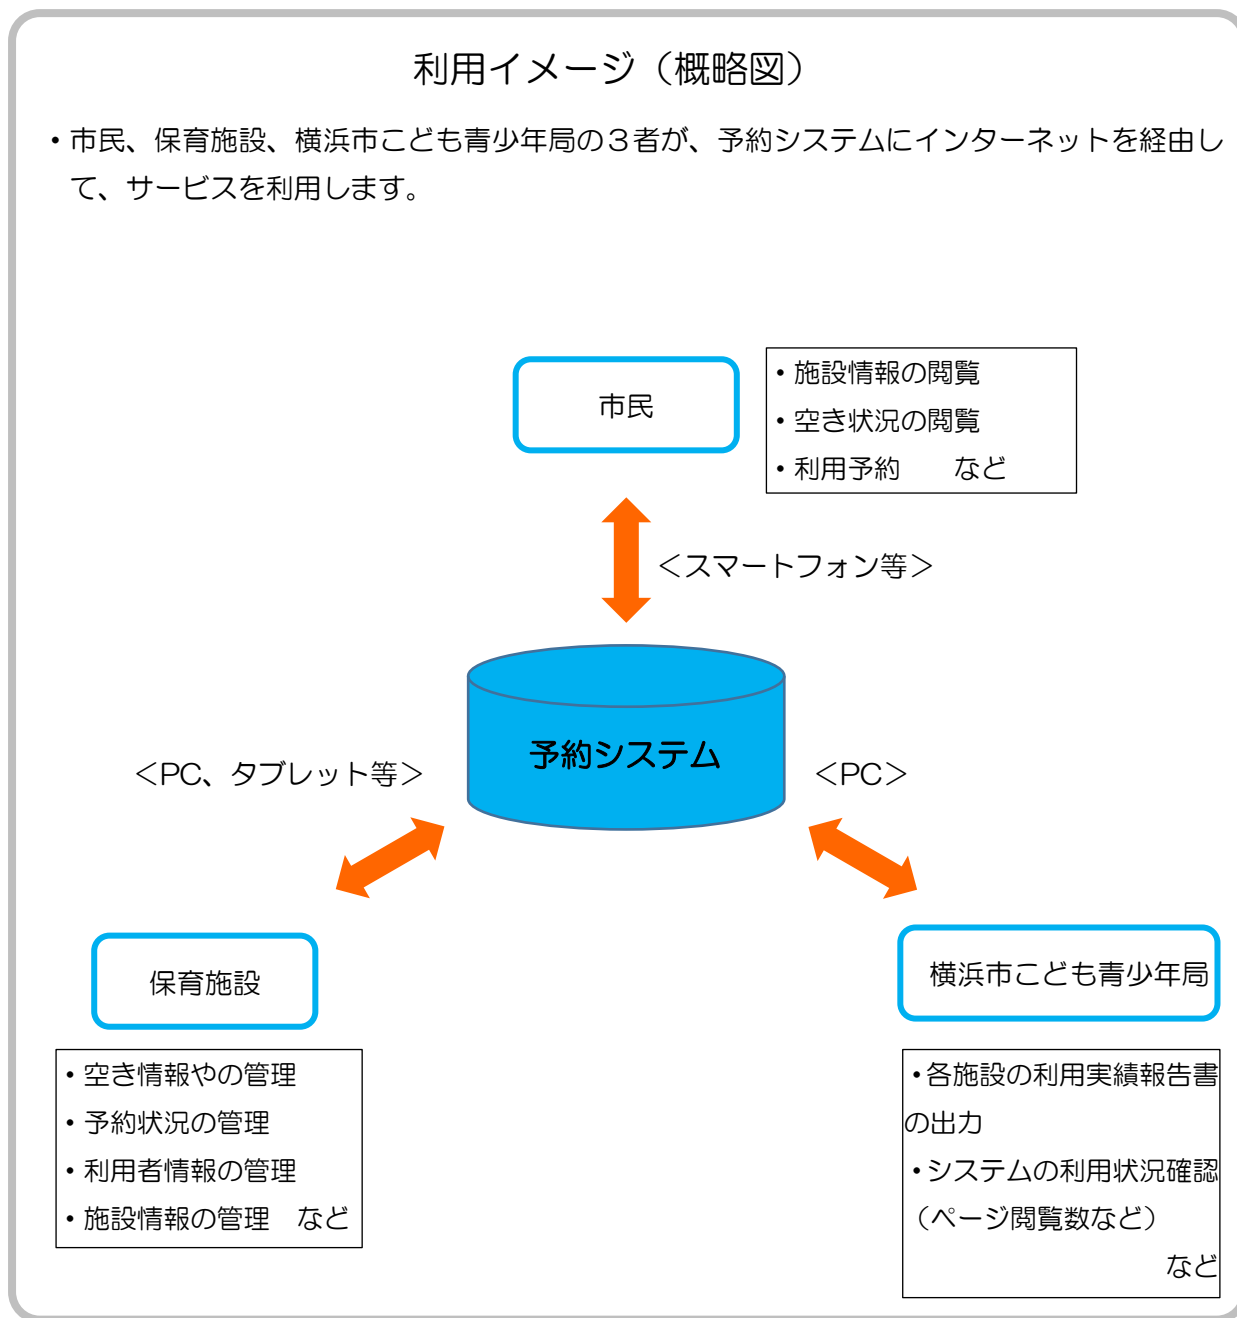 利用イメージ（概略図）
・市民、保育施設、横浜市こども青少年局の３者が、予約システムにインターネットを経由し
て、サービスを利用します。
市民
・施設情報の閲覧
・空き状況の閲覧
・利用予約　　など
＜スマートフォン等＞
予約システム
＜PC、タブレット等＞
＜PC＞
保育施設
・空き情報やの管理
・予約状況の管理
・利用者情報の管理
・施設情報の管理　など
横浜市こども青少年局
・各施設の利用実績報告書
の出力
・システムの利用状況確認
（ページ閲覧数など）
など